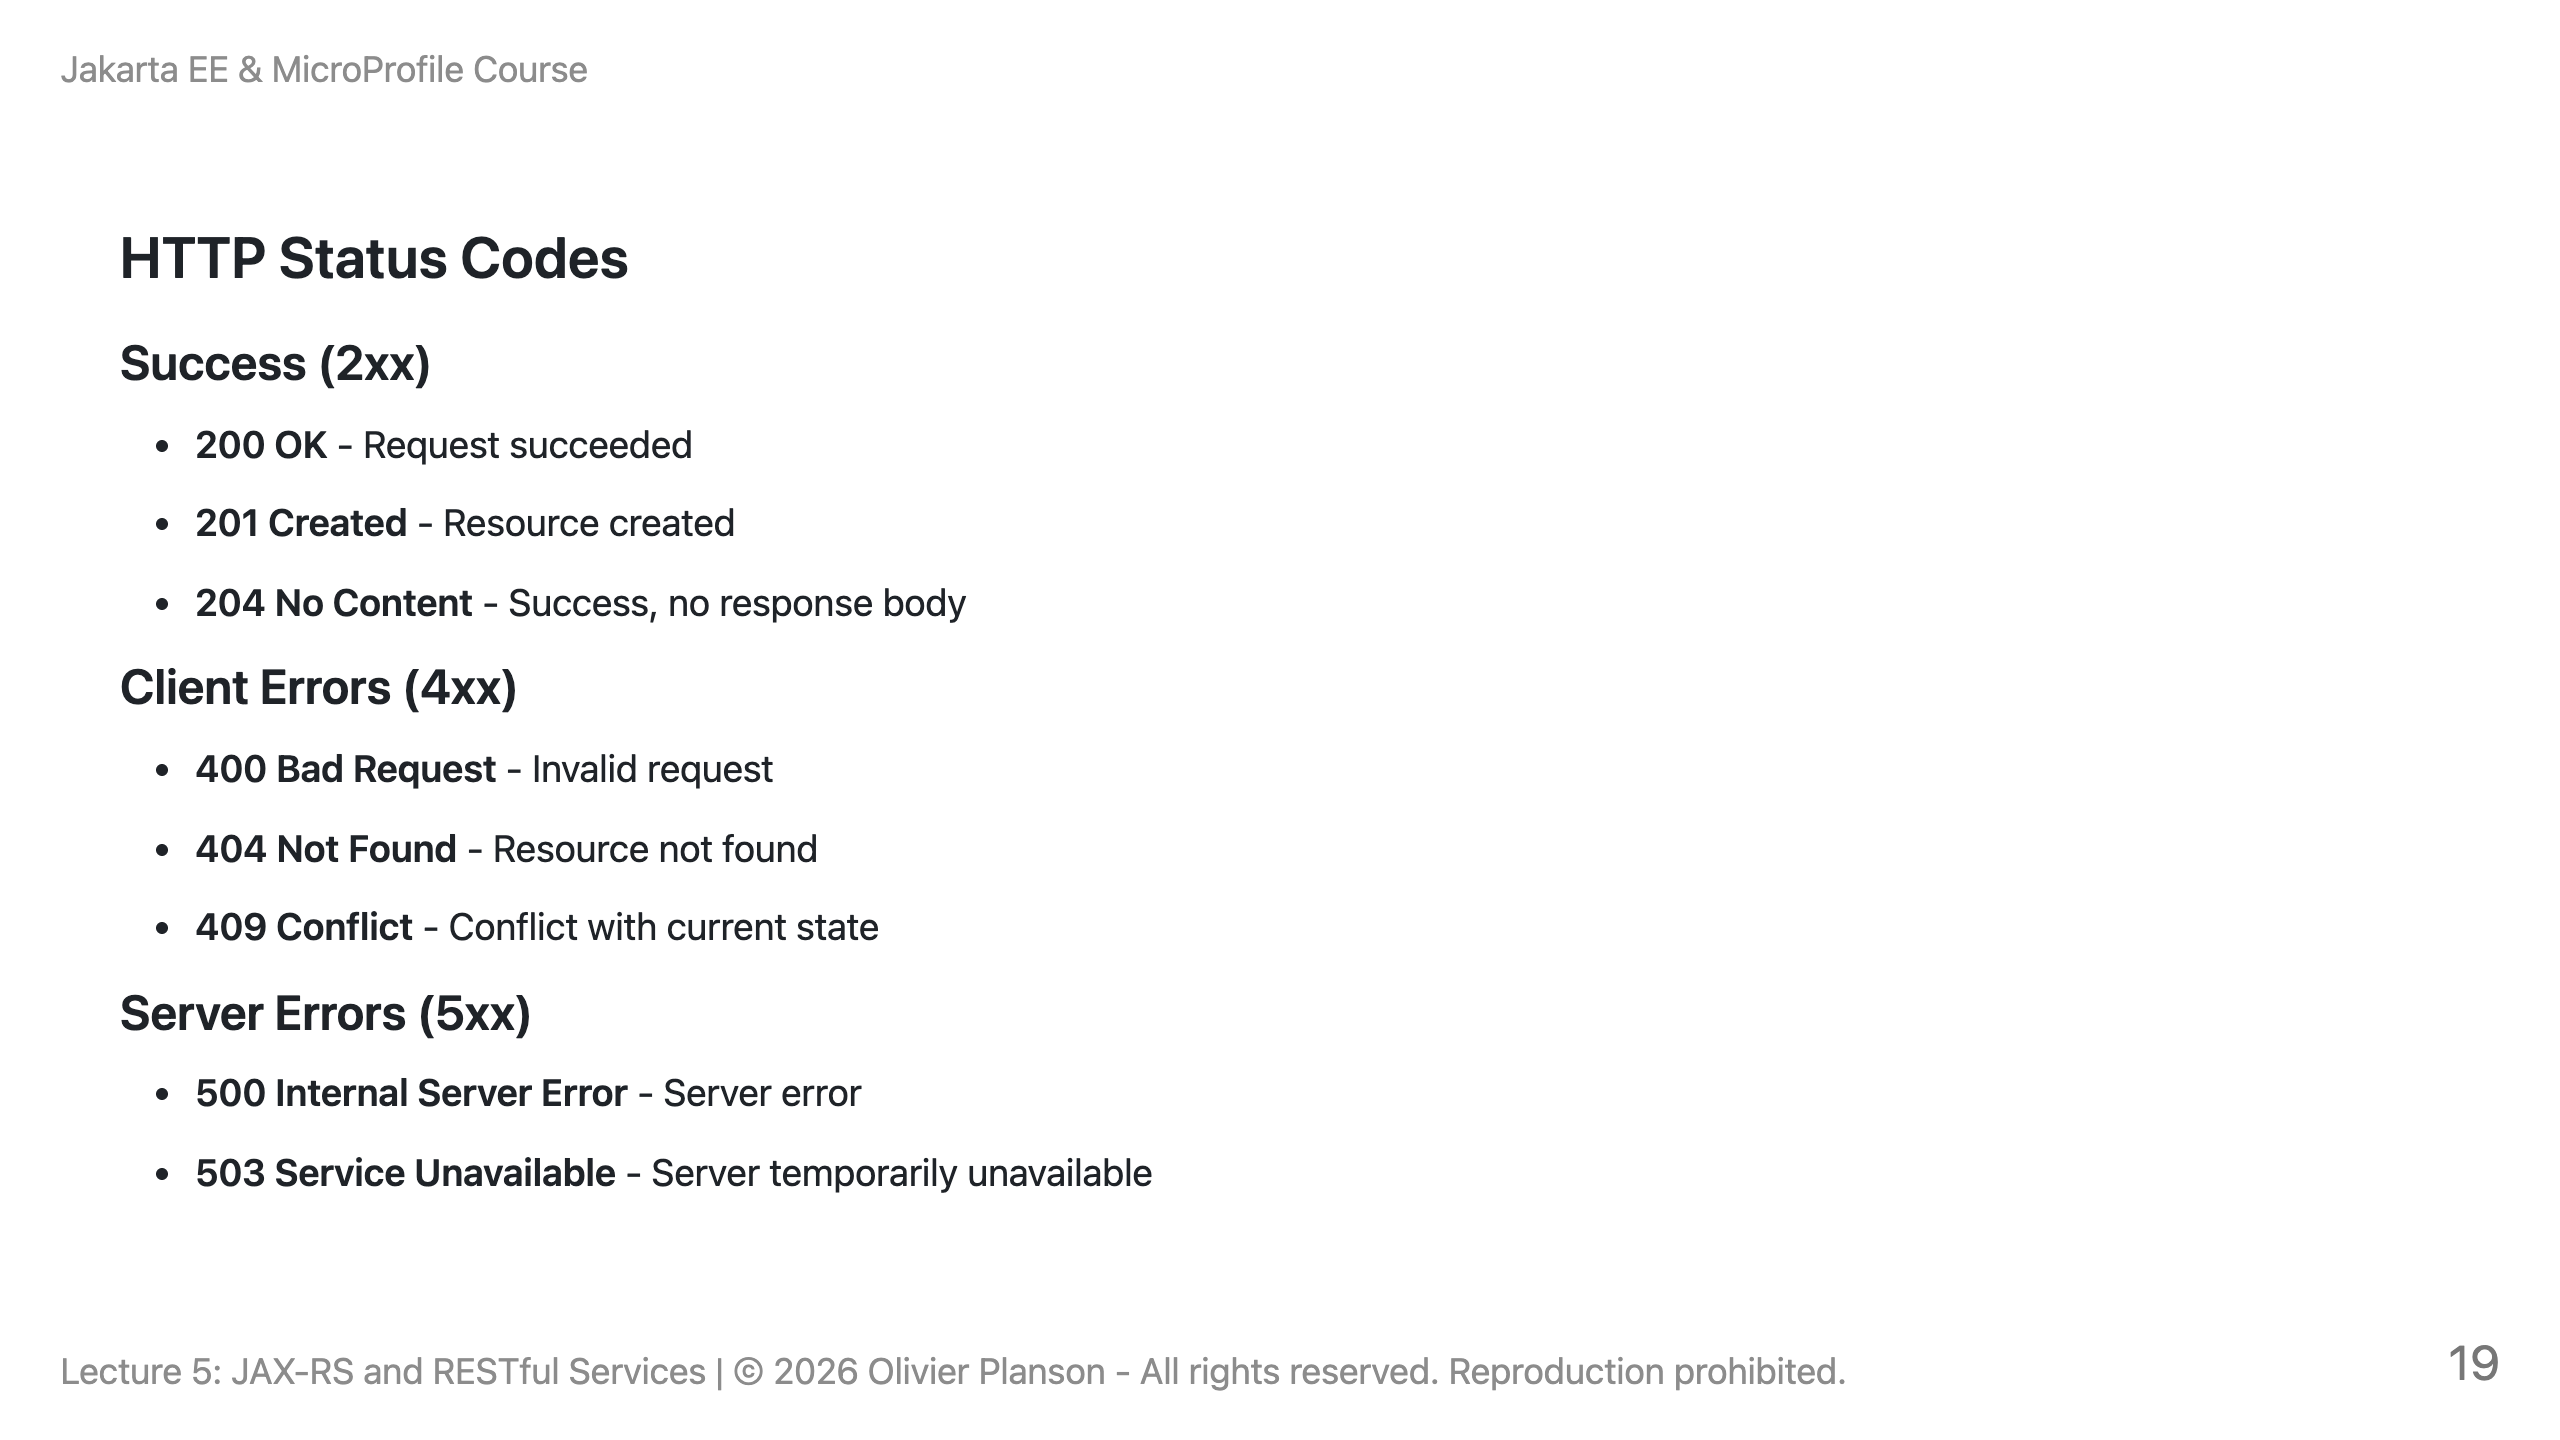 Jakarta EE & MicroProfile Course
HTTP Status Codes
Success (2xx)
• 200 OK - Request succeeded
• 201 Created - Resource created
• 204 No Content - Success, no response body
Client Errors (4xx)
• 400 Bad Request - Invalid request
• 404 Not Found - Resource not found
• 409 Conflict - Conflict with current state
Server Errors (5xx)
• 500 Internal Server Error - Server error
• 503 Service Unavailable - Server temporarily unavailable
Lecture 5: JAX-RS and RESTful Services | © 2026 Olivier Planson - All rights reserved. Reproduction prohibited.
19